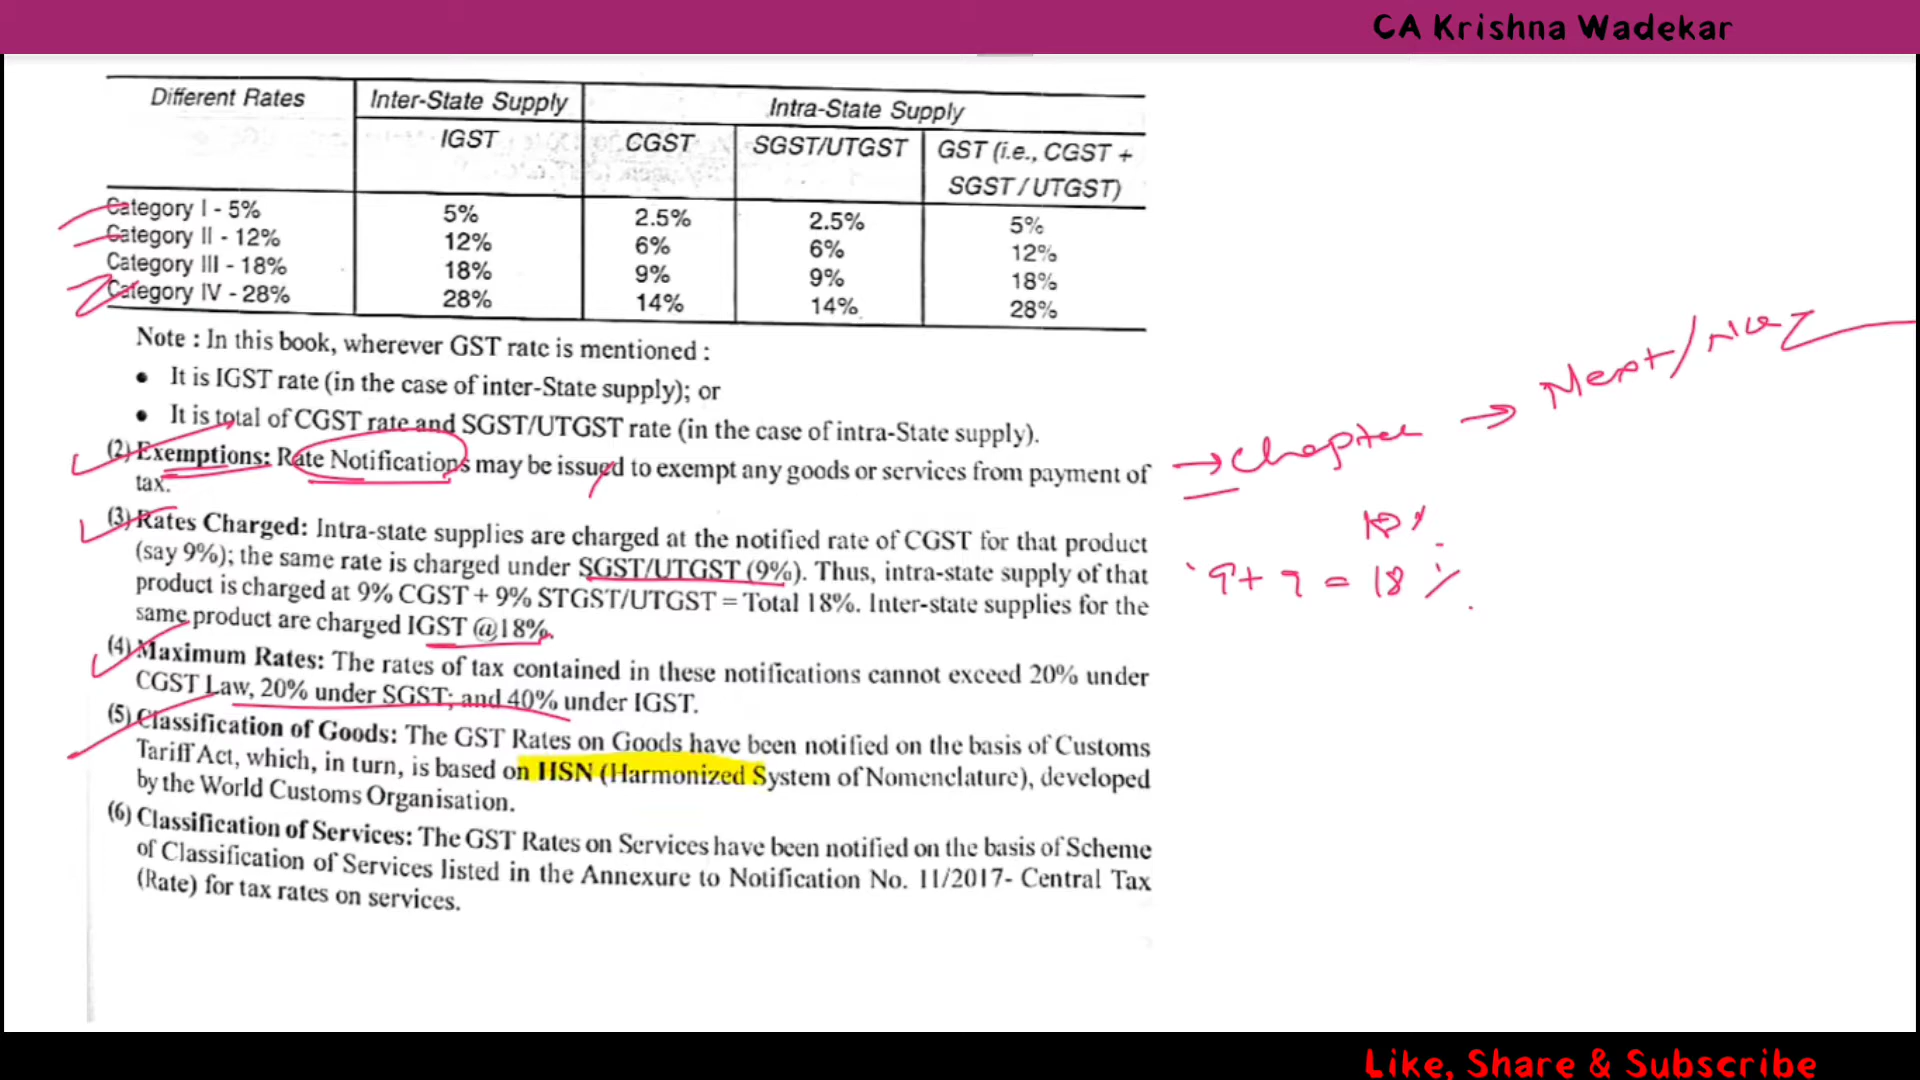 CA Krishna Wadekar
Different Rates Inter-State Supply Intra-State Supply
IGST CGST SGST/UTGST GST (i.e., CGST +
SGST / UTGST)
Category I - 5% 5% 2.5% 2.5% 5%
Category II - 12% 12% 6% 6% 12%
Category III - 18% 18% 9% 9% 18%
Category IV - 28% 28% 14% 14% 28%
Note : In this book, wherever GST rate is mentioned :
• It is IGST rate (in the case of inter-State supply); or
• It is total of CGST rate and SGST/UTGST rate (in the case of intra-State supply).
(2) Exemptions: Rate Notifications may be issued to exempt any goods or services from payment of
tax.
(3) Rates Charged: Intra-state supplies are charged at the notified rate of CGST for that product
(say 9%); the same rate is charged under SGST/UTGST (9%). Thus, intra-state supply of that
product is charged at 9% CGST + 9% STGST/UTGST = Total 18%. Inter-state supplies for the
same product are charged IGST @18%.
(4) Maximum Rates: The rates of tax contained in these notifications cannot exceed 20% under
CGST Law, 20% under SGST; and 40% under IGST.
(5) Classification of Goods: The GST Rates on Goods have been notified on the basis of Customs
Tariff Act, which, in turn, is based on HSN (Harmonized System of Nomenclature), developed
by the World Customs Organisation.
(6) Classification of Services: The GST Rates on Services have been notified on the basis of Scheme
of Classification of Services listed in the Annexure to Notification No. 11/2017- Central Tax
(Rate) for tax rates on services.
→ Chapter →
9 + 9 = 18 %
Like, Share & Subscribe